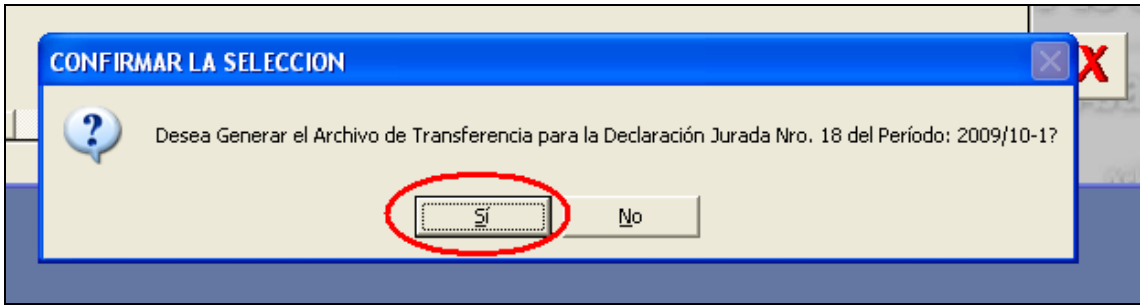 CONFIRMAR LA SELECCION
X
Desea Generar el Archivo de Transferencia para la Declaración Jurada Nro. 18 del Período: 2009/10-1?
Sí
No